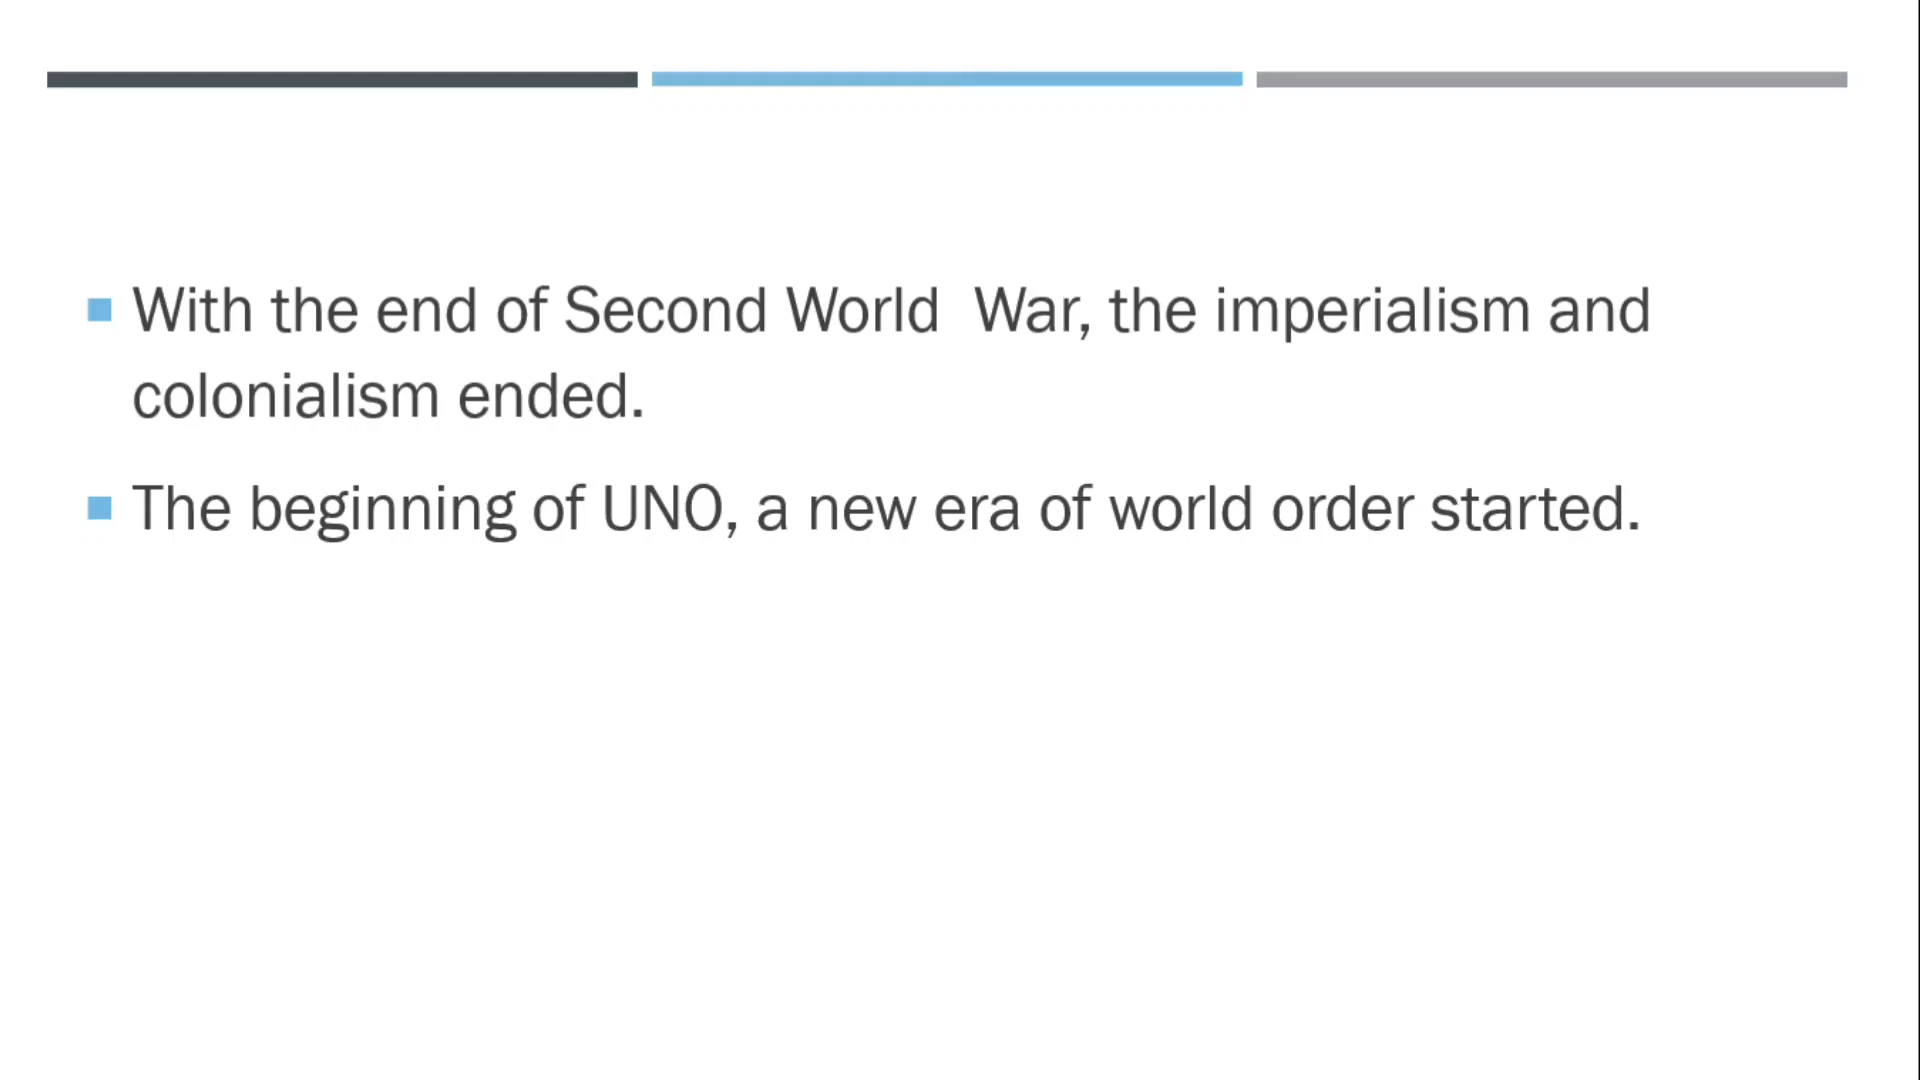 With the end of Second World  War, the imperialism and
colonialism ended.
The beginning of UNO, a new era of world order started.